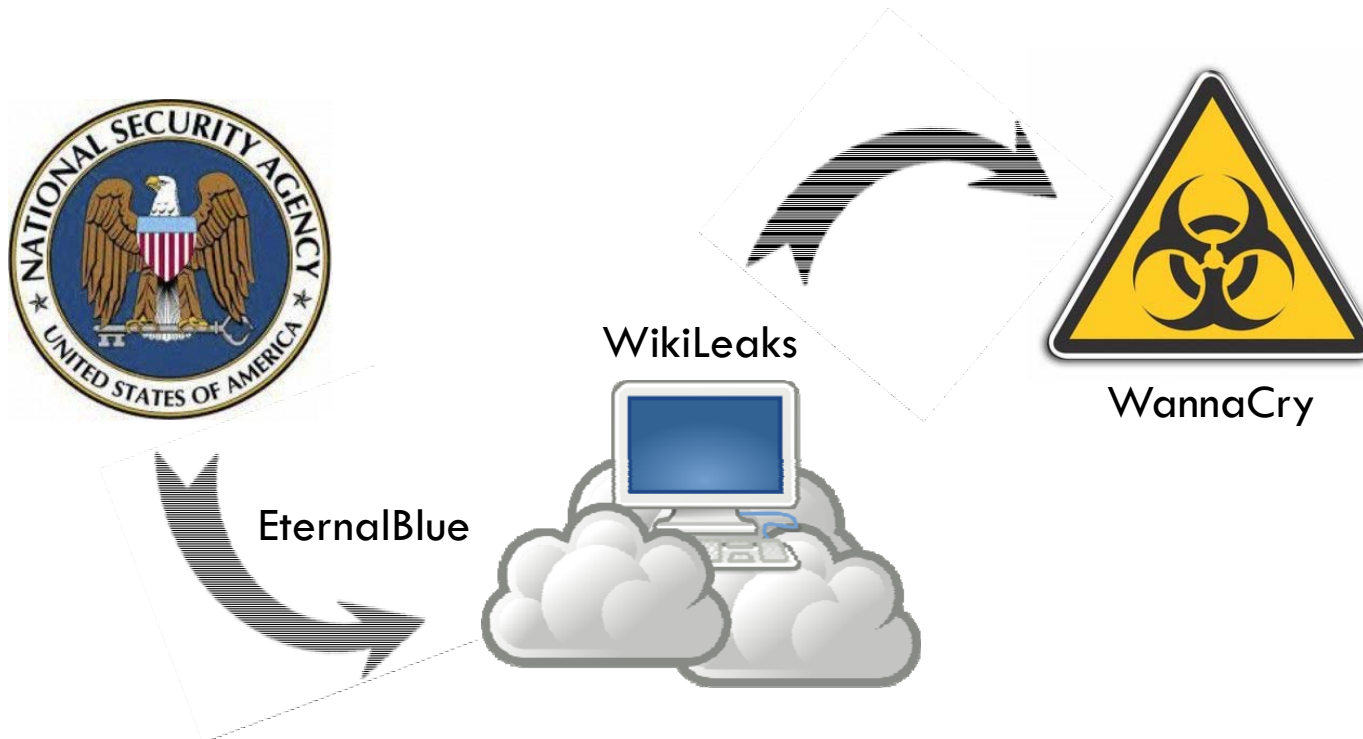 NATIONAL SECURITY AGENCY
UNITED STATES OF AMERICA
EternalBlue
WikiLeaks
WannaCry